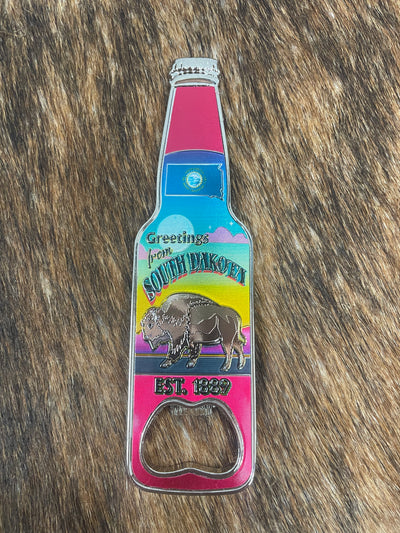 Greetings
from
SOUTH DAKOTA
EST. 1889